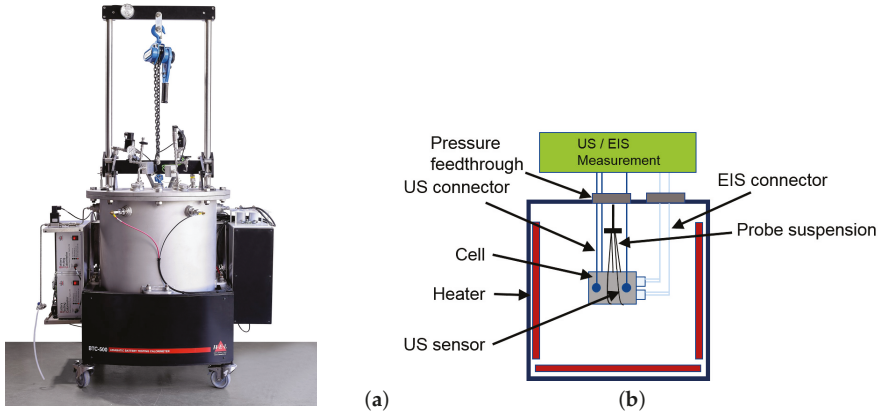 BTC-500
(a)
US / EIS
Measurement
Pressure
feedthrough
US connector
EIS connector
Probe suspension
Cell
Heater
US sensor
(b)